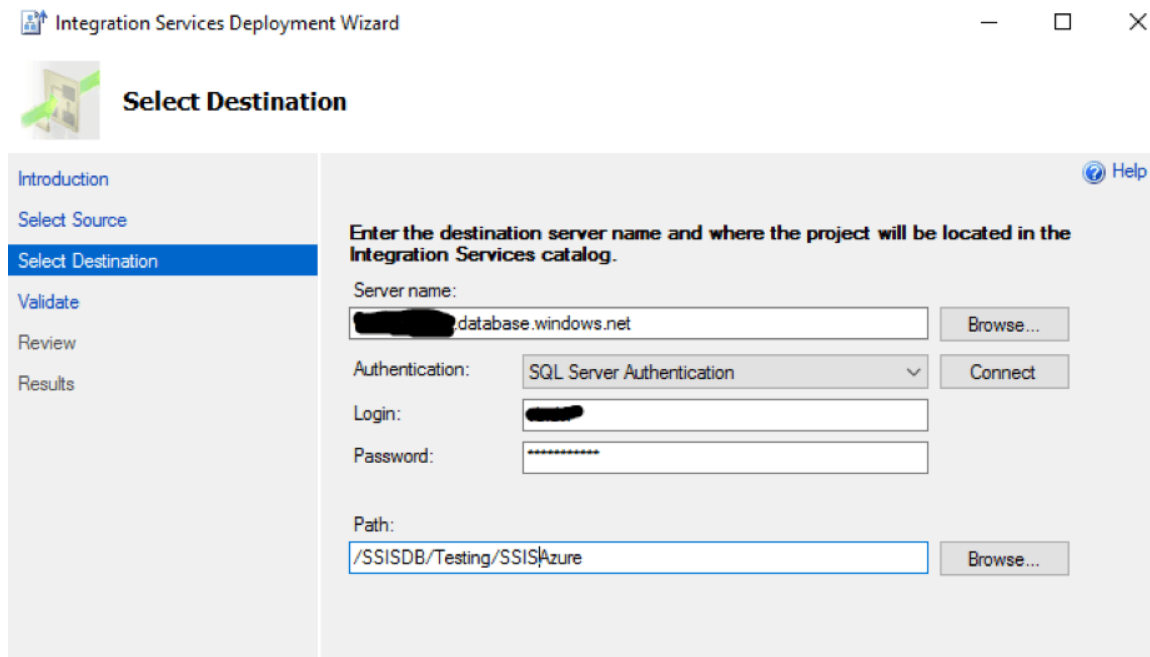 Integration Services Deployment Wizard
Select Destination
Help
Introduction
Select Source
Select Destination
Validate
Review
Results
Enter the destination server name and where the project will be located in the
Integration Services catalog.
Server name:
.database.windows.net
Browse...
Authentication:
SQL Server Authentication
Connect
Login:
Password:
***********
Path:
/SSISDB/Testing/SSISAzure
Browse...